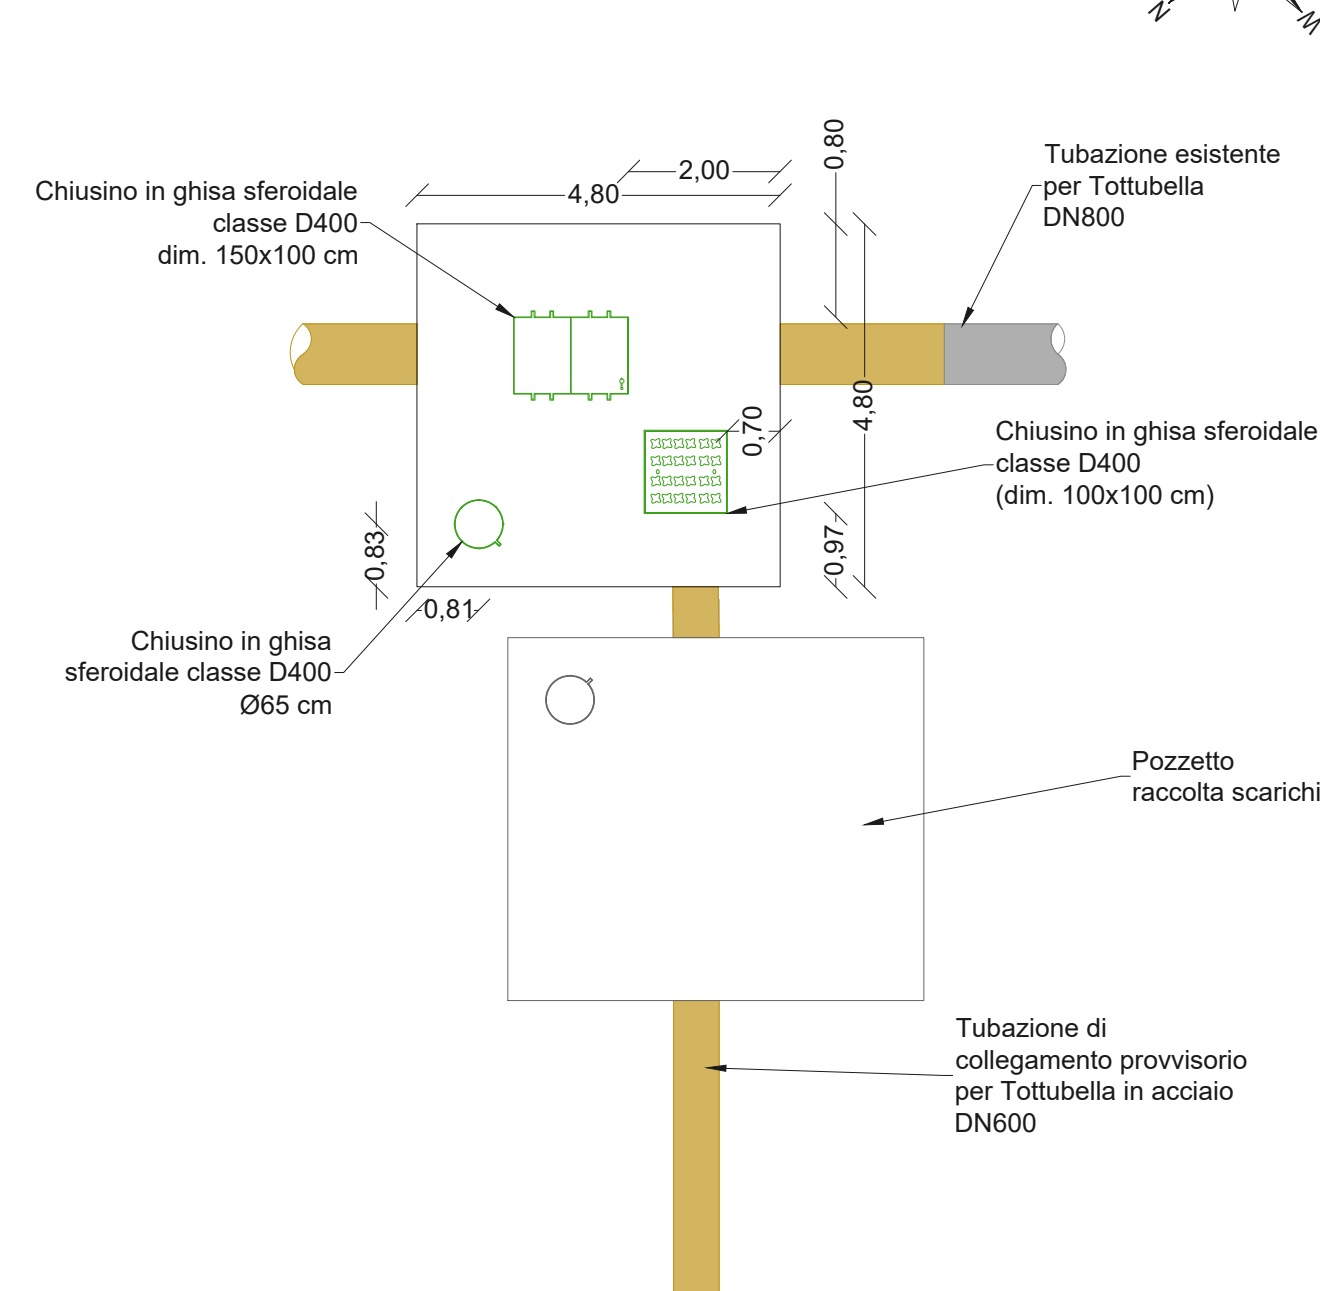 N
W
0,80
2,00
4,80
Tubazione esistente
per Tottubella
DN800
Chiusino in ghisa sferoidale
classe D400
dim. 150x100 cm
4,80
0,70
Chiusino in ghisa sferoidale
classe D400
(dim. 100x100 cm)
0,83
0,97
0,81
Chiusino in ghisa
sferoidale classe D400
Ø65 cm
Pozzetto
raccolta scarichi
Tubazione di
collegamento provvisorio
per Tottubella in acciaio
DN600